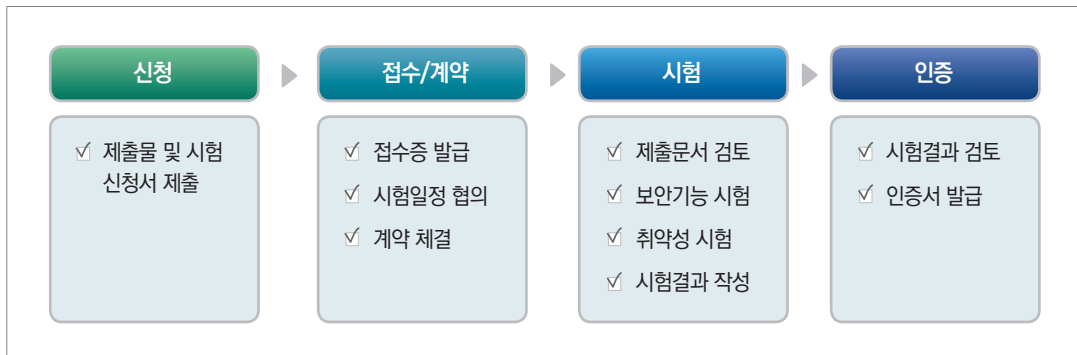 신청
제출물 및 시험
신청서 제출
접수/계약
접수증 발급
시험일정 협의
계약 체결
시험
제출문서 검토
보안기능 시험
취약성 시험
시험결과 작성
인증
시험결과 검토
인증서 발급